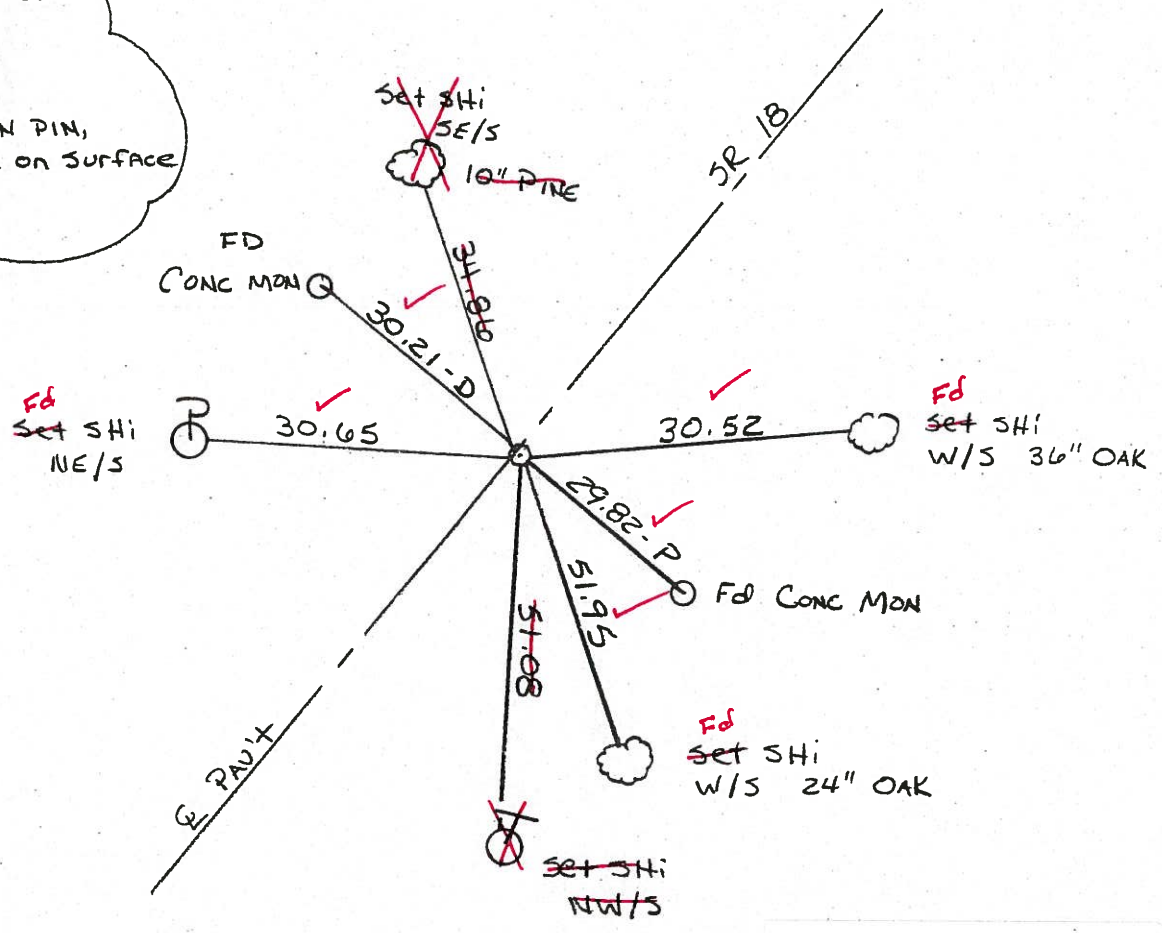 N PIN,
on Surface
Set SHi
SE/S
10" PINE
SR 18
FD
CONC MON
34.86
30.21-D
Fd
Set SHi
NE/S
30.65
30.52
Fd
Set SHi
W/S 36" OAK
29.82-P
Fd CONC MON
51.95
51.08
Fd
Set SHi
W/S 24" OAK
℄ PAV'T
Set SHi
NW/S